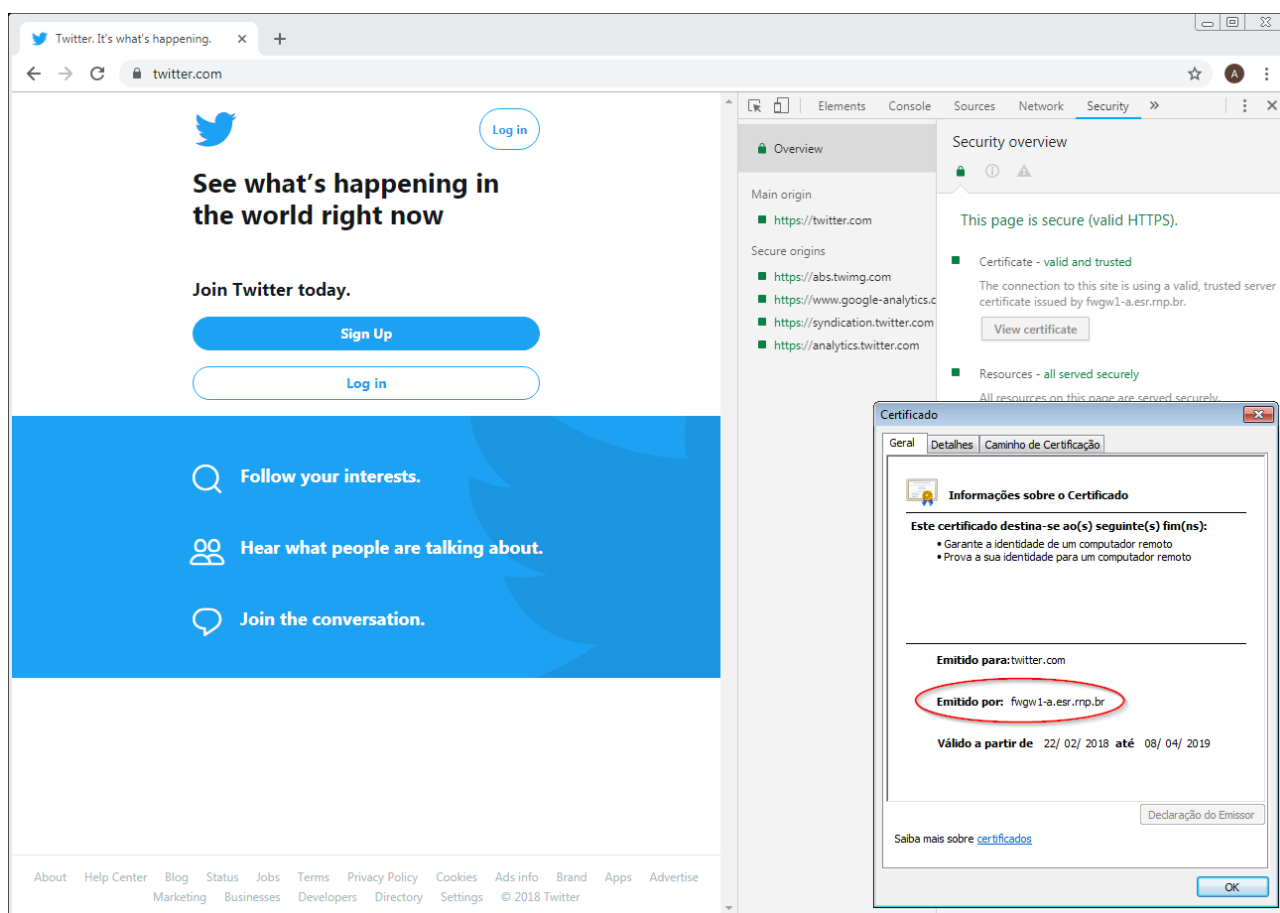 Twitter. It's what's happening.
twitter.com
A
Log in
See what's happening in
the world right now
Join Twitter today.
Sign Up
Log in
Follow your interests.
Hear what people are talking about.
Join the conversation.
About Help Center Blog Status Jobs Terms Privacy Policy Cookies Ads info Brand Apps Advertise
Marketing Businesses Developers Directory Settings © 2018 Twitter
Elements Console Sources Network Security »
Overview
Main origin
https://twitter.com
Secure origins
https://abs.twimg.com
https://www.google-analytics.c
https://syndication.twitter.com
https://analytics.twitter.com
Security overview
This page is secure (valid HTTPS).
Certificate - valid and trusted
The connection to this site is using a valid, trusted server
certificate issued by fwgw1-a.esr.rnp.br.
View certificate
Resources - all served securely
All resources on this page are served securely.
Certificado
Geral Detalhes Caminho de Certificação
Informações sobre o Certificado
Este certificado destina-se ao(s) seguinte(s) fim(ns):
• Garante a identidade de um computador remoto
• Prova a sua identidade para um computador remoto
Emitido para: twitter.com
Emitido por: fwgw1-a.esr.rnp.br
Válido a partir de 22/ 02/ 2018 até 08/ 04/ 2019
Declaração do Emissor
Saiba mais sobre certificados
OK